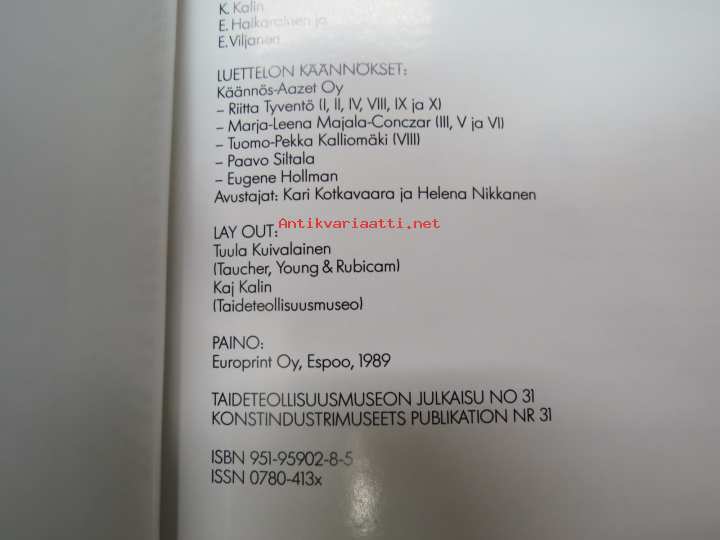 K. Kalin
E. Halkarainen ja
E. Viljanen
LUETTELON KÄÄNNÖKSET:
Käännös-Aazet Oy
– Riitta Tyventö (I, II, IV, VIII, IX ja X)
– Marja-Leena Majala-Conczar (III, V ja VI)
– Tuomo-Pekka Kalliomäki (VIII)
– Paavo Siltala
– Eugene Hollman
Avustajat: Kari Kotkavaara ja Helena Nikkanen
Antikvariaatti.net
LAY OUT:
Tuula Kuivalainen
(Taucher, Young & Rubicam)
Kaj Kalin
(Taideteollisuusmuseo)
PAINO:
Europrint Oy, Espoo, 1989
TAIDETEOLLISUUSMUSEON JULKAISU NO 31
KONSTINDUSTRIMUSEETS PUBLIKATION NR 31
ISBN 951-95902-8-5
ISSN 0780-413x